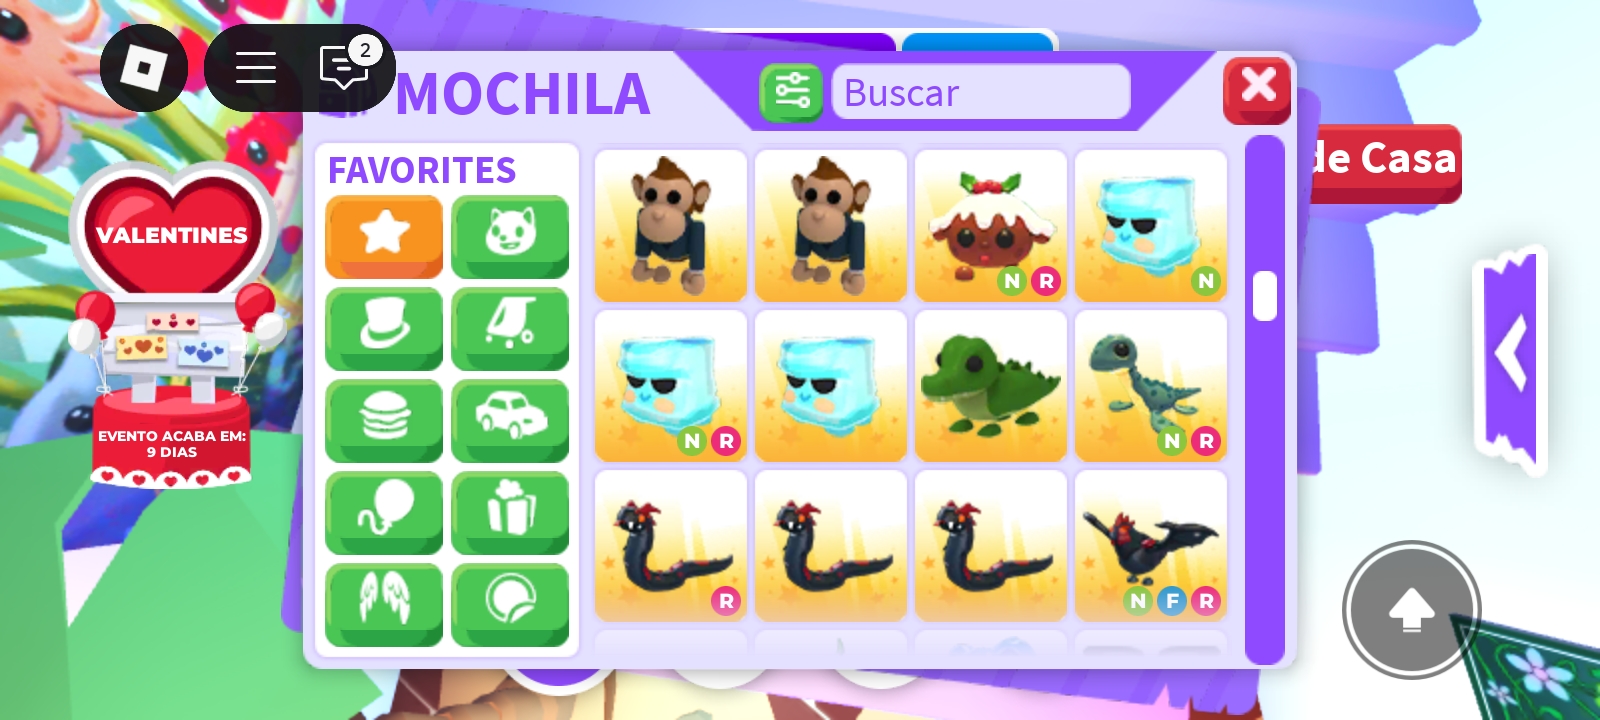 2
MOCHILA
Buscar
de Casa
FAVORITES
VALENTINES
EVENTO ACABA EM:
9 DIAS
N R
N
N R
N R
R
N F R